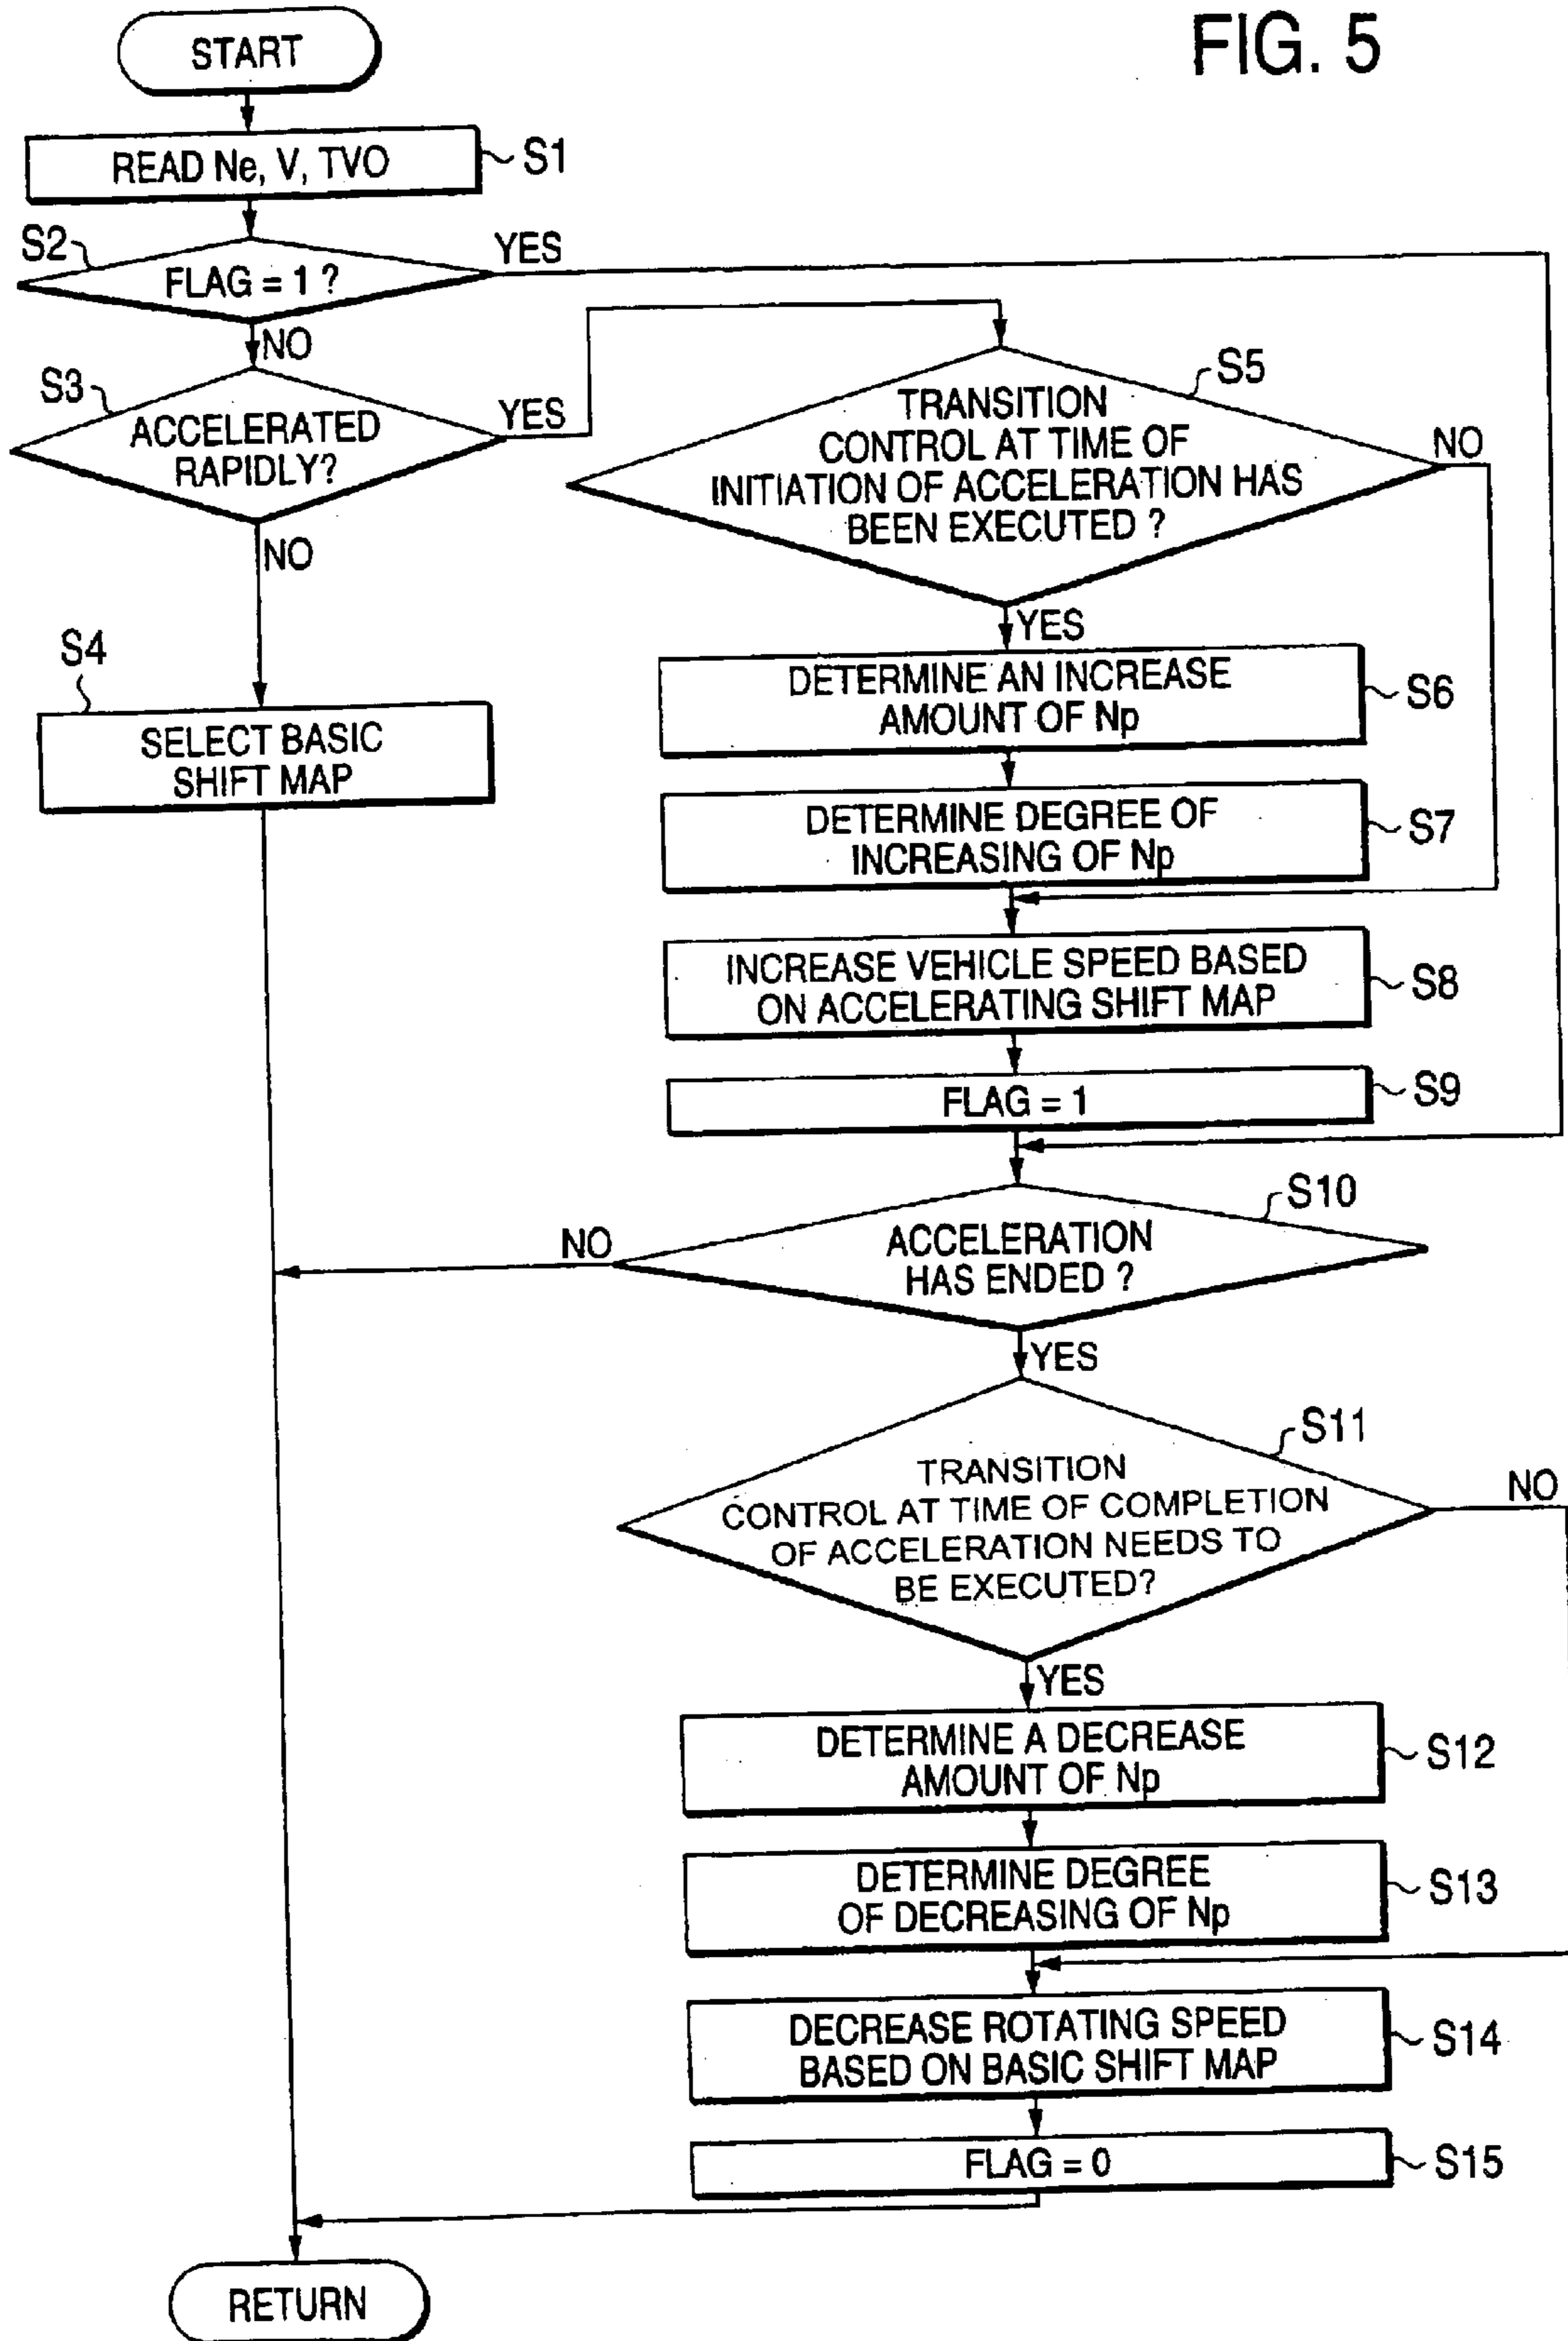 FIG. 5
START
READ Ne, V, TVO
S1
S2
FLAG = 1 ?
YES
NO
S3
ACCELERATED
RAPIDLY?
YES
NO
S4
SELECT BASIC
SHIFT MAP
S5
TRANSITION
CONTROL AT TIME OF
INITIATION OF ACCELERATION HAS
BEEN EXECUTED ?
NO
YES
DETERMINE AN INCREASE
AMOUNT OF Np
S6
DETERMINE DEGREE OF
INCREASING OF Np
S7
INCREASE VEHICLE SPEED BASED
ON ACCELERATING SHIFT MAP
S8
FLAG = 1
S9
S10
ACCELERATION
HAS ENDED ?
NO
YES
S11
TRANSITION
CONTROL AT TIME OF COMPLETION
OF ACCELERATION NEEDS TO
BE EXECUTED?
NO
YES
DETERMINE A DECREASE
AMOUNT OF Np
S12
DETERMINE DEGREE
OF DECREASING OF Np
S13
DECREASE ROTATING SPEED
BASED ON BASIC SHIFT MAP
S14
FLAG = 0
S15
RETURN